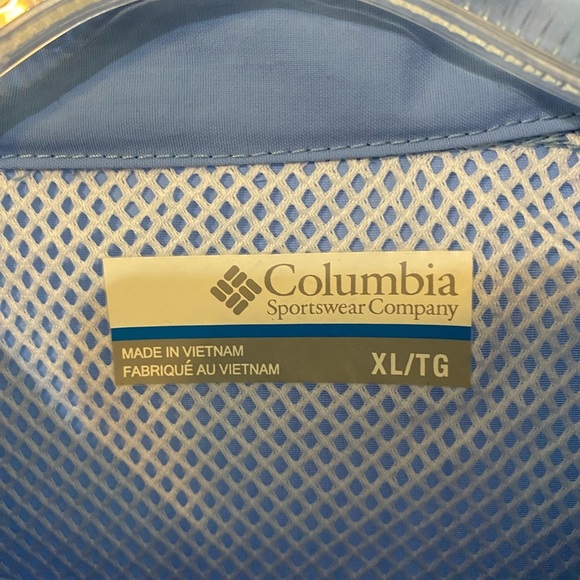 Columbia
Sportswear Company
MADE IN VIETNAM
FABRIQUÉ AU VIETNAM
XL/TG